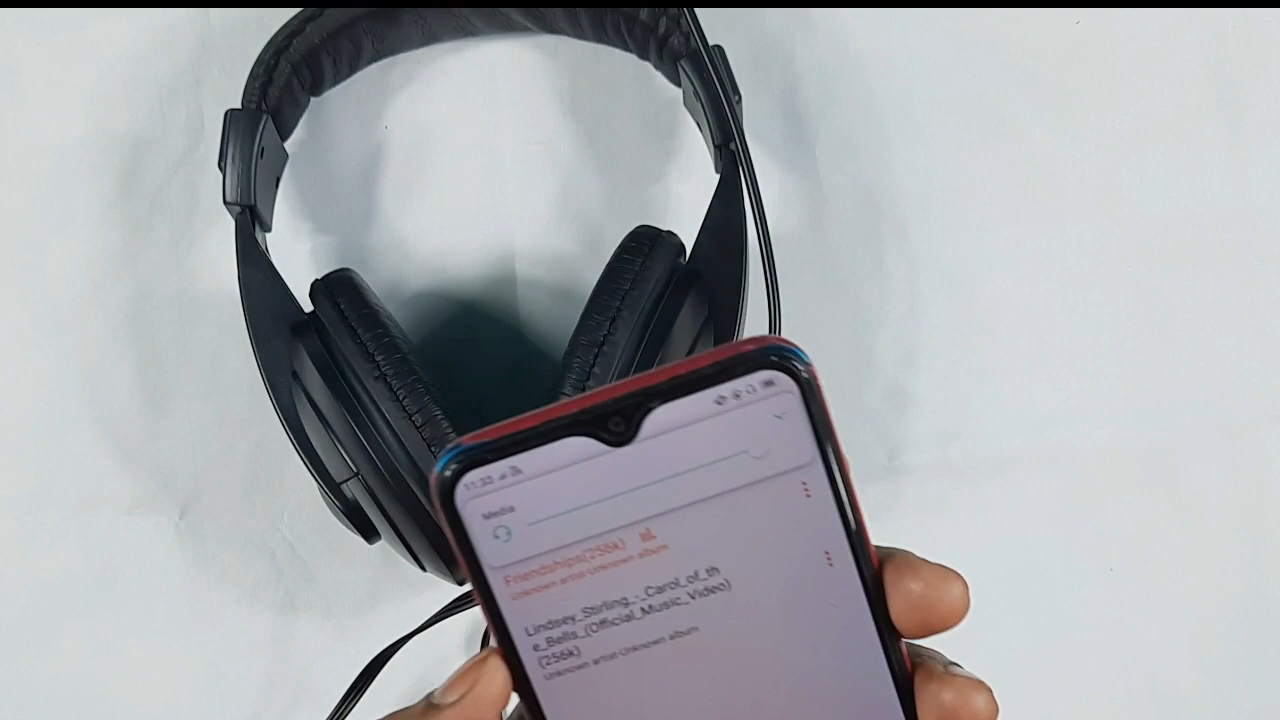 11:33
Media
Friendships(256k)
Unknown artist-Unknown album
Lindsey_Stirling_-_Carol_of_th
e_Bells_(Official_Music_Video)
(256k)
Unknown artist-Unknown album